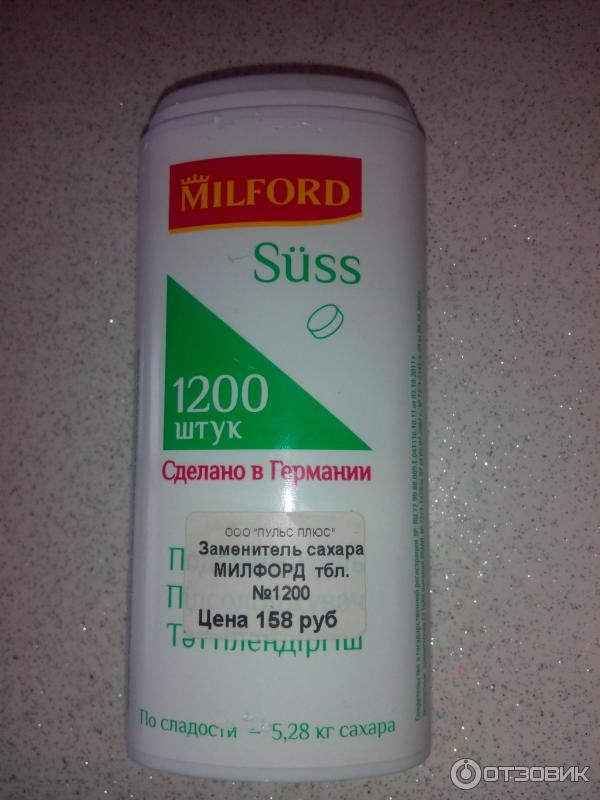 MILFORD
Süss
1200
штук
Сделано в Германии
ООО "ПУЛЬС ПЛЮС"
Заменитель сахара
МИЛФОРД тбл.
№1200
Цена 158 руб
По сладости – 5,28 кг сахара
ОТЗОВИК